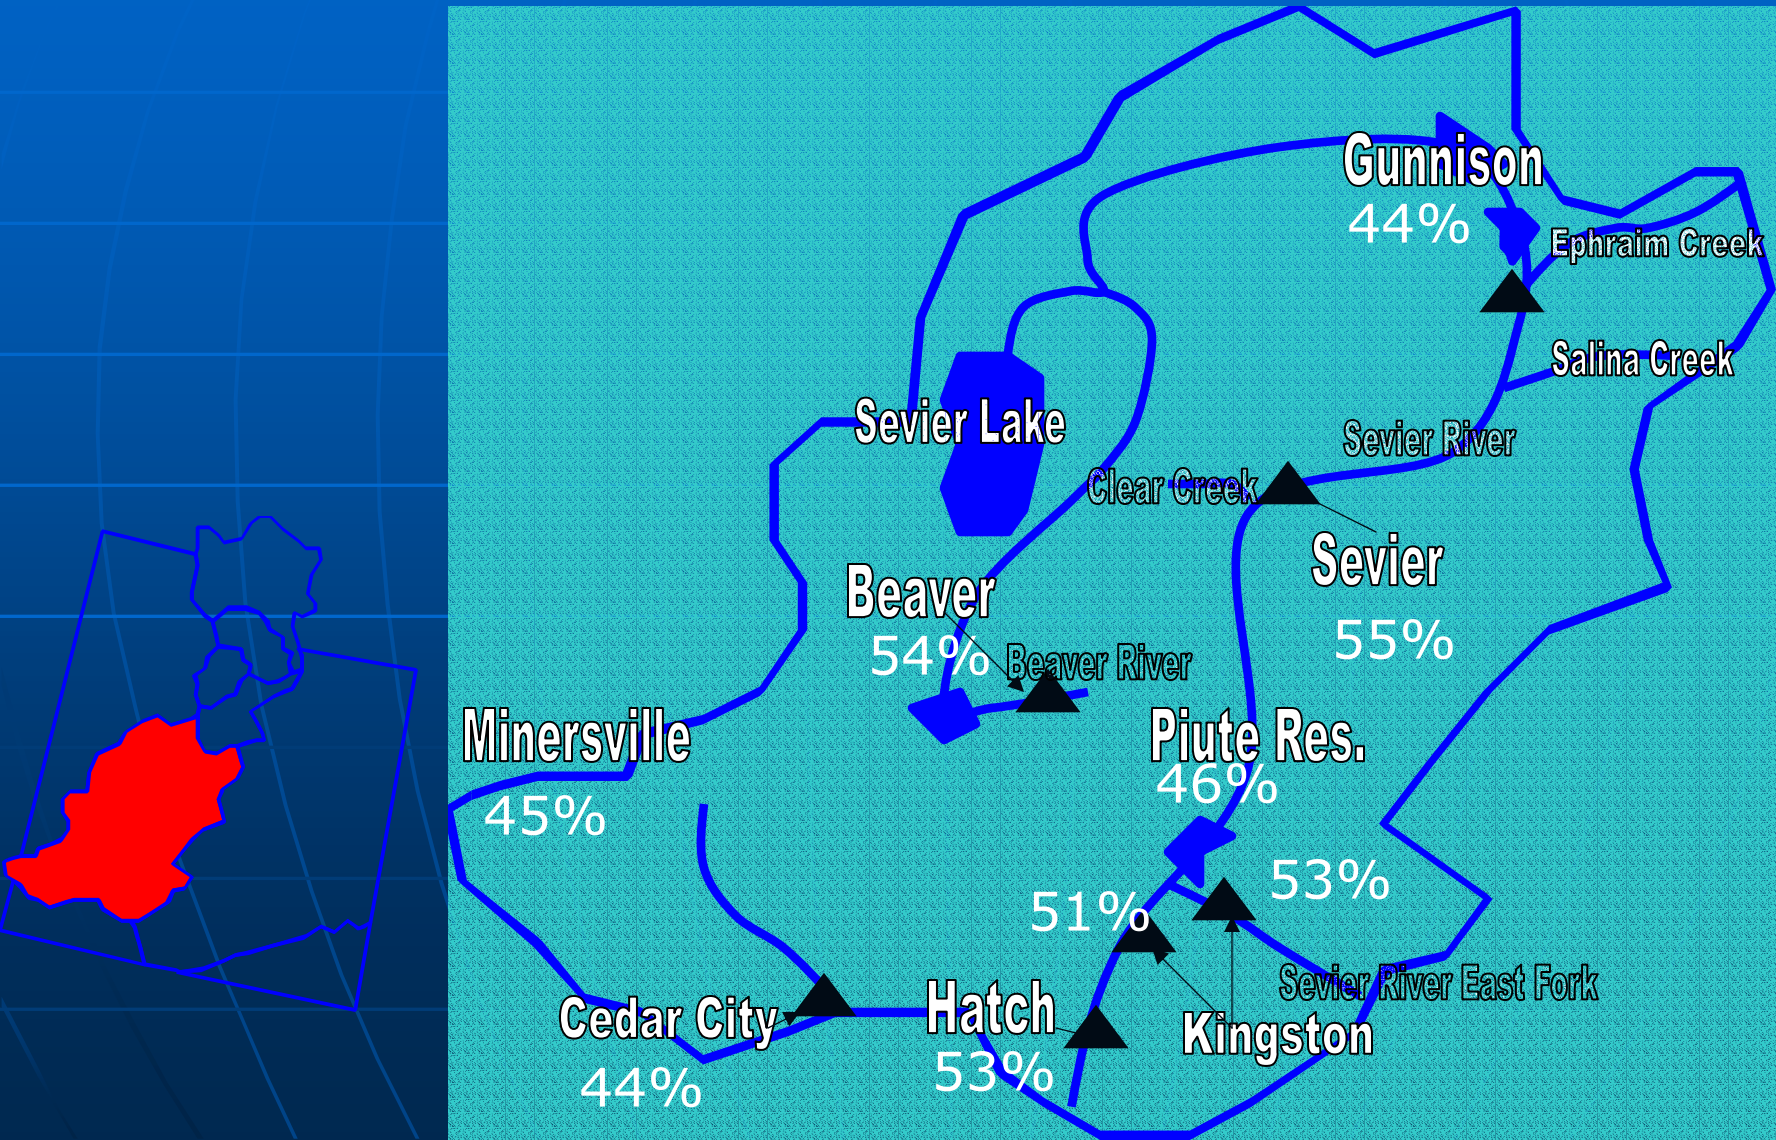 Gunnison
44%
Ephraim Creek
Salina Creek
Sevier Lake
Sevier River
Clear Creek
Sevier
55%
Beaver
54%
Beaver River
Minersville
45%
Piute Res.
46%
53%
51%
Sevier River East Fork
Cedar City
44%
Hatch
53%
Kingston